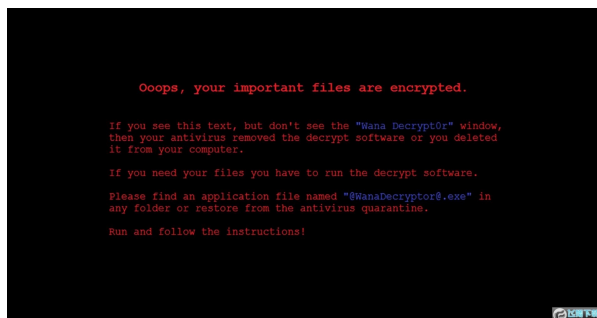 Ooops, your important files are encrypted.
If you see this text, but don't see the "Wana Decrypt0r" window,
then your antivirus removed the decrypt software or you deleted
it from your computer.
If you need your files you have to run the decrypt software.
Please find an application file named "@WanaDecryptor@.exe" in
any folder or restore from the antivirus quarantine.
Run and follow the instructions!